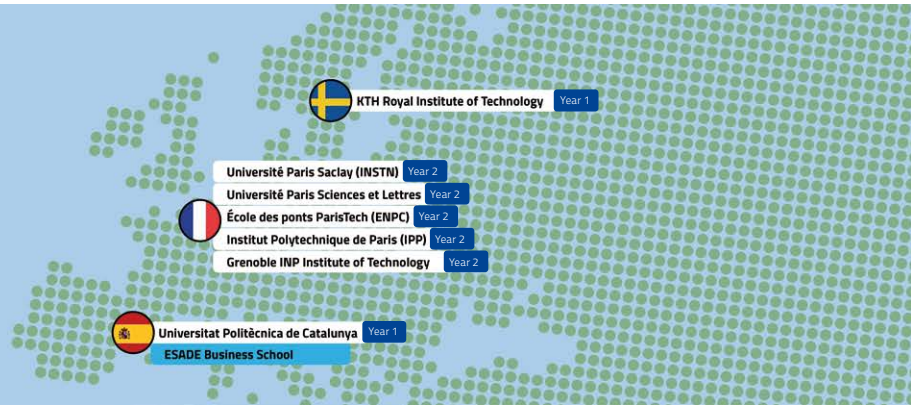 KTH Royal Institute of Technology Year 1
Université Paris Saclay (INSTN) Year 2
Université Paris Sciences et Lettres Year 2
École des ponts ParisTech (ENPC) Year 2
Institut Polytechnique de Paris (IPP) Year 2
Grenoble INP Institute of Technology Year 2
Universitat Politècnica de Catalunya Year 1
ESADE Business School